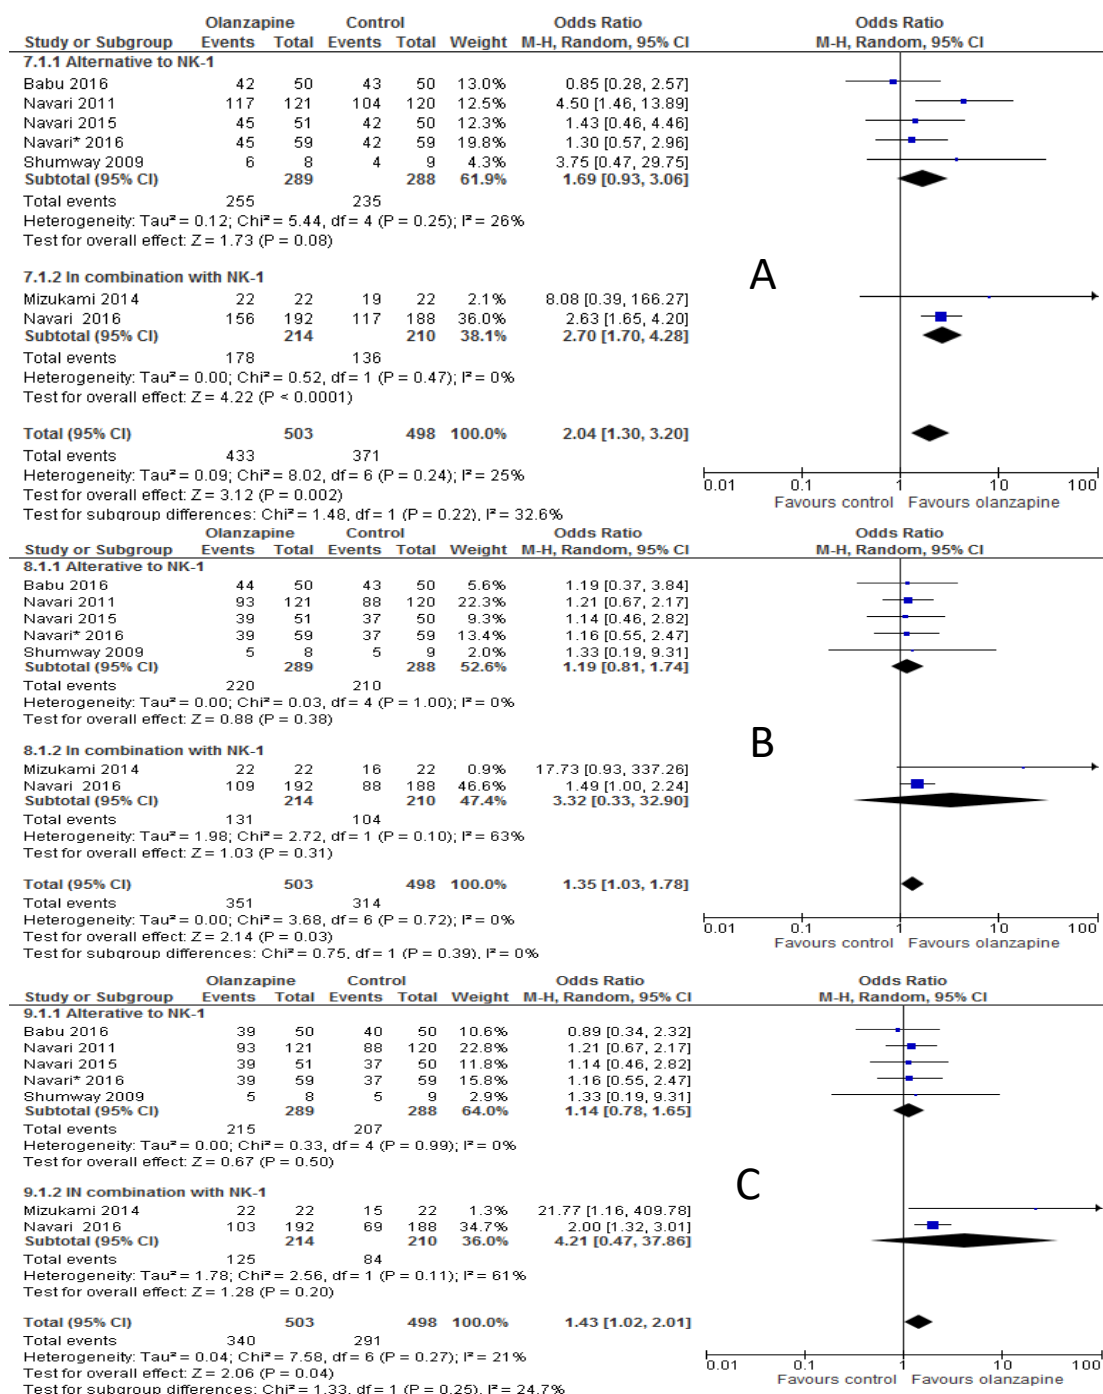 Olanzapine Control Odds Ratio Odds Ratio
Study or Subgroup Events Total Events Total Weight M-H, Random, 95% CI M-H, Random, 95% CI
7.1.1 Alternative to NK-1
Babu 2016 42 50 43 50 13.0% 0.85 [0.28, 2.57]
Navari 2011 117 121 104 120 12.5% 4.50 [1.46, 13.89]
Navari 2015 45 51 42 50 12.3% 1.43 [0.46, 4.46]
Navari* 2016 45 59 42 59 19.8% 1.30 [0.57, 2.96]
Shumway 2009 6 8 4 9 4.3% 3.75 [0.47, 29.75]
Subtotal (95% CI) 289 288 61.9% 1.69 [0.93, 3.06]
Total events 255 235
Heterogeneity: Tau² = 0.12; Chi² = 5.44, df = 4 (P = 0.25); I² = 26%
Test for overall effect: Z = 1.73 (P = 0.08)
7.1.2 In combination with NK-1
A
Mizukami 2014 22 22 19 22 2.1% 8.08 [0.39, 166.27]
Navari 2016 156 192 117 188 36.0% 2.63 [1.65, 4.20]
Subtotal (95% CI) 214 210 38.1% 2.70 [1.70, 4.28]
Total events 178 136
Heterogeneity: Tau² = 0.00; Chi² = 0.52, df = 1 (P = 0.47); I² = 0%
Test for overall effect: Z = 4.22 (P < 0.0001)
Total (95% CI) 503 498 100.0% 2.04 [1.30, 3.20]
Total events 433 371
Heterogeneity: Tau² = 0.09; Chi² = 8.02, df = 6 (P = 0.24); I² = 25%
Test for overall effect: Z = 3.12 (P = 0.002)
Test for subgroup differences: Chi² = 1.48, df = 1 (P = 0.22), I² = 32.6%
0.01 0.1 1 10 100
Favours control Favours olanzapine
Olanzapine Control Odds Ratio Odds Ratio
Study or Subgroup Events Total Events Total Weight M-H, Random, 95% CI M-H, Random, 95% CI
8.1.1 Alterative to NK-1
Babu 2016 44 50 43 50 5.6% 1.19 [0.37, 3.84]
Navari 2011 93 121 88 120 22.3% 1.21 [0.67, 2.17]
Navari 2015 39 51 37 50 9.3% 1.14 [0.46, 2.82]
Navari* 2016 39 59 37 59 13.4% 1.16 [0.55, 2.47]
Shumway 2009 5 8 5 9 2.0% 1.33 [0.19, 9.31]
Subtotal (95% CI) 289 288 52.6% 1.19 [0.81, 1.74]
Total events 220 210
Heterogeneity: Tau² = 0.00; Chi² = 0.03, df = 4 (P = 1.00); I² = 0%
Test for overall effect: Z = 0.88 (P = 0.38)
8.1.2 In combination with NK-1
B
Mizukami 2014 22 22 16 22 0.9% 17.73 [0.93, 337.26]
Navari 2016 109 192 88 188 46.6% 1.49 [1.00, 2.24]
Subtotal (95% CI) 214 210 47.4% 3.32 [0.33, 32.90]
Total events 131 104
Heterogeneity: Tau² = 1.98; Chi² = 2.72, df = 1 (P = 0.10); I² = 63%
Test for overall effect: Z = 1.03 (P = 0.31)
Total (95% CI) 503 498 100.0% 1.35 [1.03, 1.78]
Total events 351 314
Heterogeneity: Tau² = 0.00; Chi² = 3.68, df = 6 (P = 0.72); I² = 0%
Test for overall effect: Z = 2.14 (P = 0.03)
Test for subgroup differences: Chi² = 0.75, df = 1 (P = 0.39), I² = 0%
0.01 0.1 1 10 100
Favours control Favours olanzapine
Olanzapine Control Odds Ratio Odds Ratio
Study or Subgroup Events Total Events Total Weight M-H, Random, 95% CI M-H, Random, 95% CI
9.1.1 Alterative to NK-1
Babu 2016 39 50 40 50 10.6% 0.89 [0.34, 2.32]
Navari 2011 93 121 88 120 22.8% 1.21 [0.67, 2.17]
Navari 2015 39 51 37 50 11.8% 1.14 [0.46, 2.82]
Navari* 2016 39 59 37 59 15.8% 1.16 [0.55, 2.47]
Shumway 2009 5 8 5 9 2.9% 1.33 [0.19, 9.31]
Subtotal (95% CI) 289 288 64.0% 1.14 [0.78, 1.65]
Total events 215 207
Heterogeneity: Tau² = 0.00; Chi² = 0.33, df = 4 (P = 0.99); I² = 0%
Test for overall effect: Z = 0.67 (P = 0.50)
9.1.2 IN combination with NK-1
C
Mizukami 2014 22 22 15 22 1.3% 21.77 [1.16, 409.78]
Navari 2016 103 192 69 188 34.7% 2.00 [1.32, 3.01]
Subtotal (95% CI) 214 210 36.0% 4.21 [0.47, 37.86]
Total events 125 84
Heterogeneity: Tau² = 1.78; Chi² = 2.56, df = 1 (P = 0.11); I² = 61%
Test for overall effect: Z = 1.28 (P = 0.20)
Total (95% CI) 503 498 100.0% 1.43 [1.02, 2.01]
Total events 340 291
Heterogeneity: Tau² = 0.04; Chi² = 7.58, df = 6 (P = 0.27); I² = 21%
Test for overall effect: Z = 2.06 (P = 0.04)
Test for subgroup differences: Chi² = 1.33, df = 1 (P = 0.25), I² = 24.7%
0.01 0.1 1 10 100
Favours control Favours olanzapine